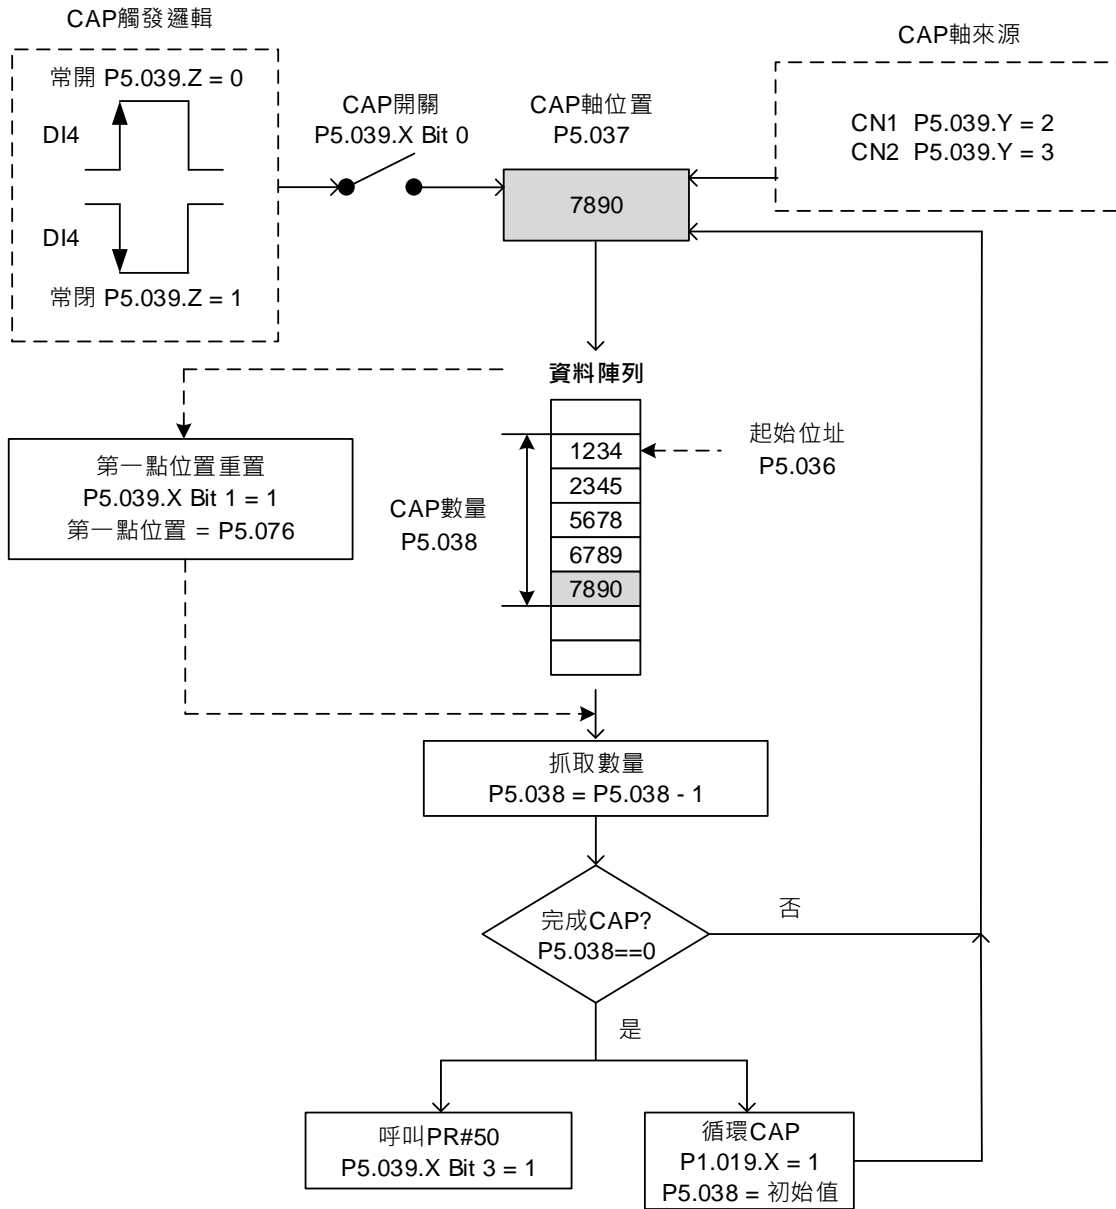 CAP觸發邏輯
常開 P5.039.Z = 0
DI4
DI4
常閉 P5.039.Z = 1
CAP開關
P5.039.X Bit 0
CAP軸位置
P5.037
7890
CAP軸來源
CN1 P5.039.Y = 2
CN2 P5.039.Y = 3
資料陣列
第一點位置重置
P5.039.X Bit 1 = 1
第一點位置 = P5.076
CAP數量
P5.038
1234
2345
5678
6789
7890
起始位址
P5.036
抓取數量
P5.038 = P5.038 - 1
完成CAP?
P5.038==0
否
是
呼叫PR#50
P5.039.X Bit 3 = 1
循環CAP
P1.019.X = 1
P5.038 = 初始值